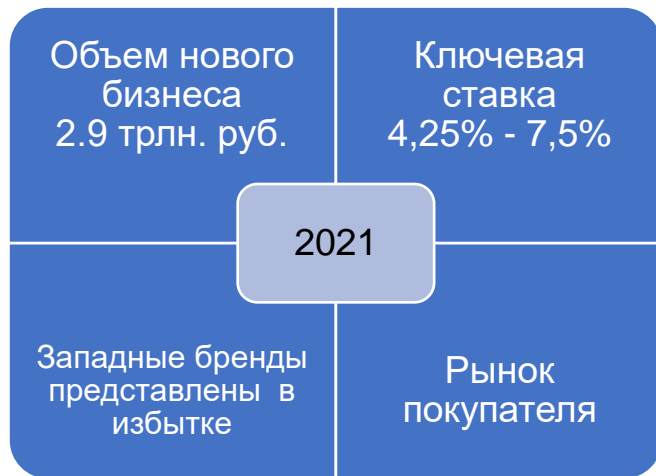 Объем нового
бизнеса
2.9 трлн. руб.
Ключевая
ставка
4,25% - 7,5%
2021
Западные бренды
представлены  в
избытке
Рынок
покупателя